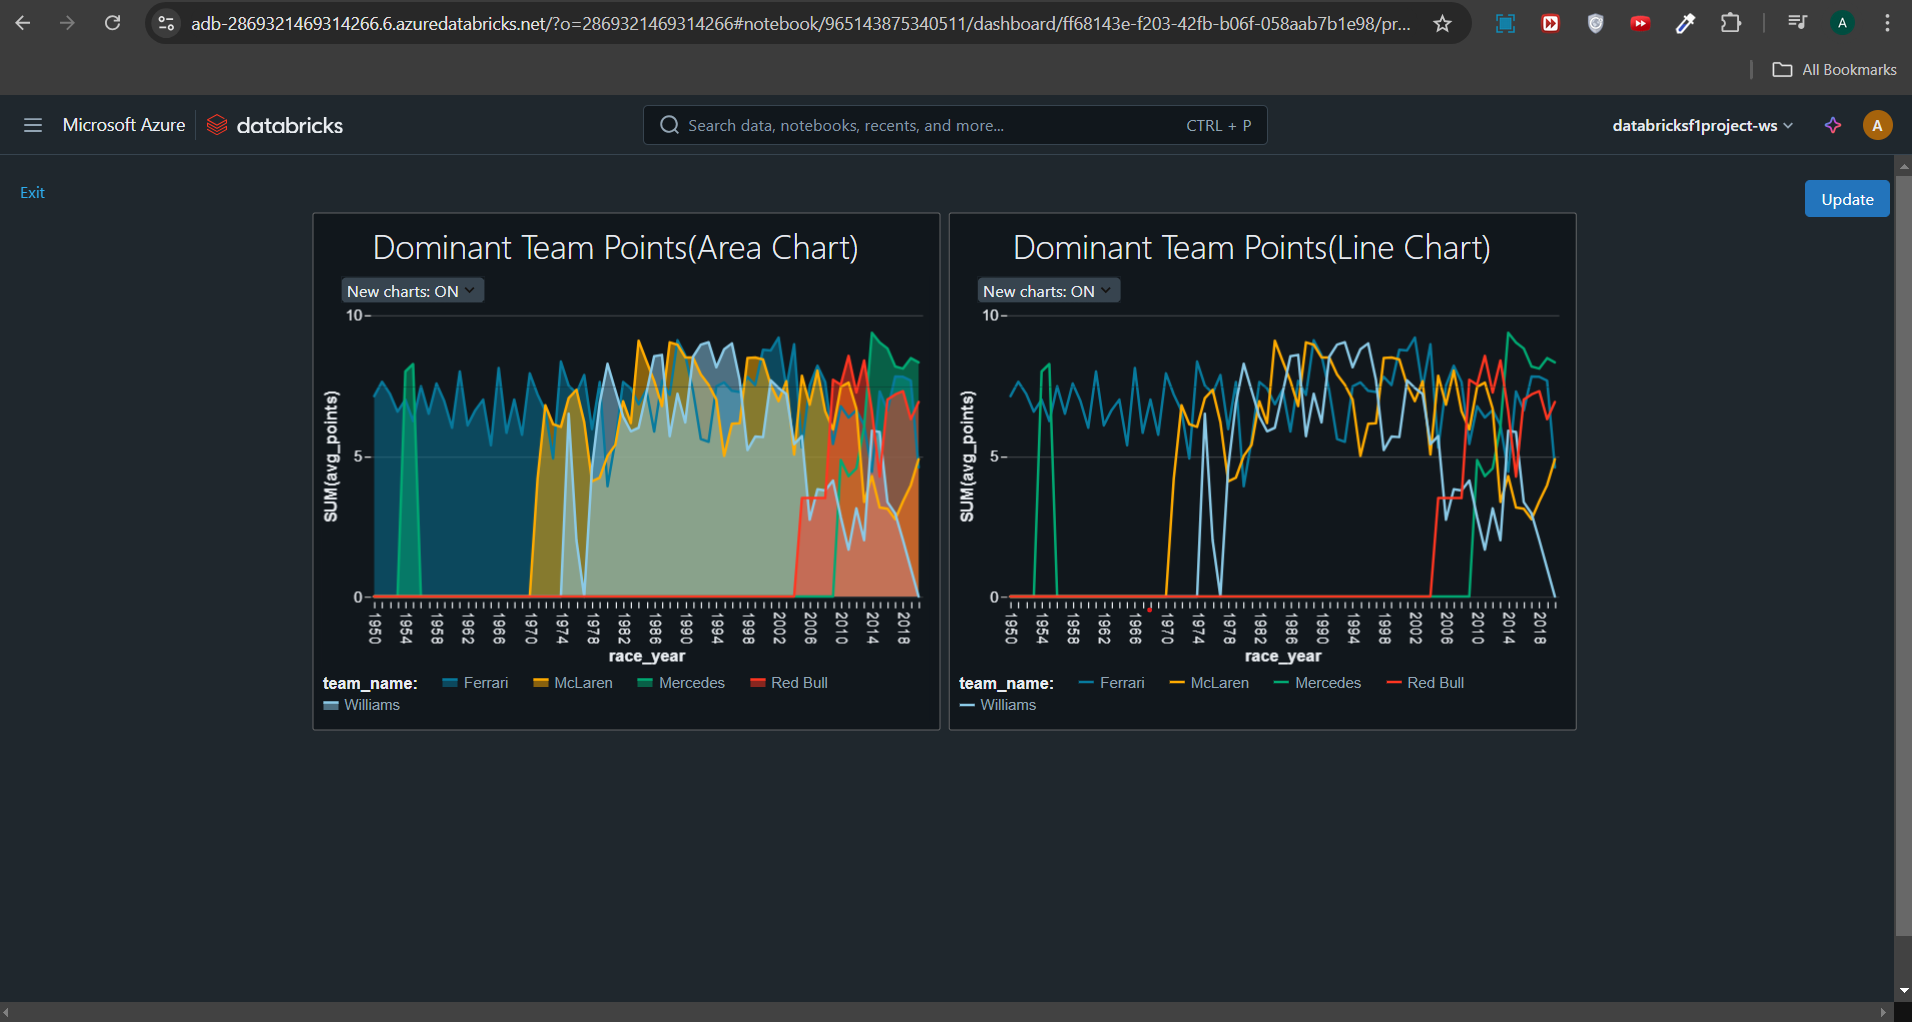 adb-2869321469314266.6.azuredatabricks.net/?o=2869321469314266#notebook/965143875340511/dashboard/ff68143e-f203-42fb-b06f-058aab7b1e98/pr...
A
All Bookmarks
Microsoft Azure
databricks
Search data, notebooks, recents, and more...
CTRL + P
databricksf1project-ws
A
Exit
Update
Dominant Team Points(Area Chart)
New charts: ON
10
5
0
SUM(avg_points)
1950 1954 1958 1962 1966 1970 1974 1978 1982 1986 1990 1994 1998 2002 2006 2010 2014 2018
race_year
team_name: Ferrari McLaren Mercedes Red Bull
Williams
Dominant Team Points(Line Chart)
New charts: ON
10
5
0
SUM(avg_points)
1950 1954 1958 1962 1966 1970 1974 1978 1982 1986 1990 1994 1998 2002 2006 2010 2014 2018
race_year
team_name: Ferrari McLaren Mercedes Red Bull
Williams